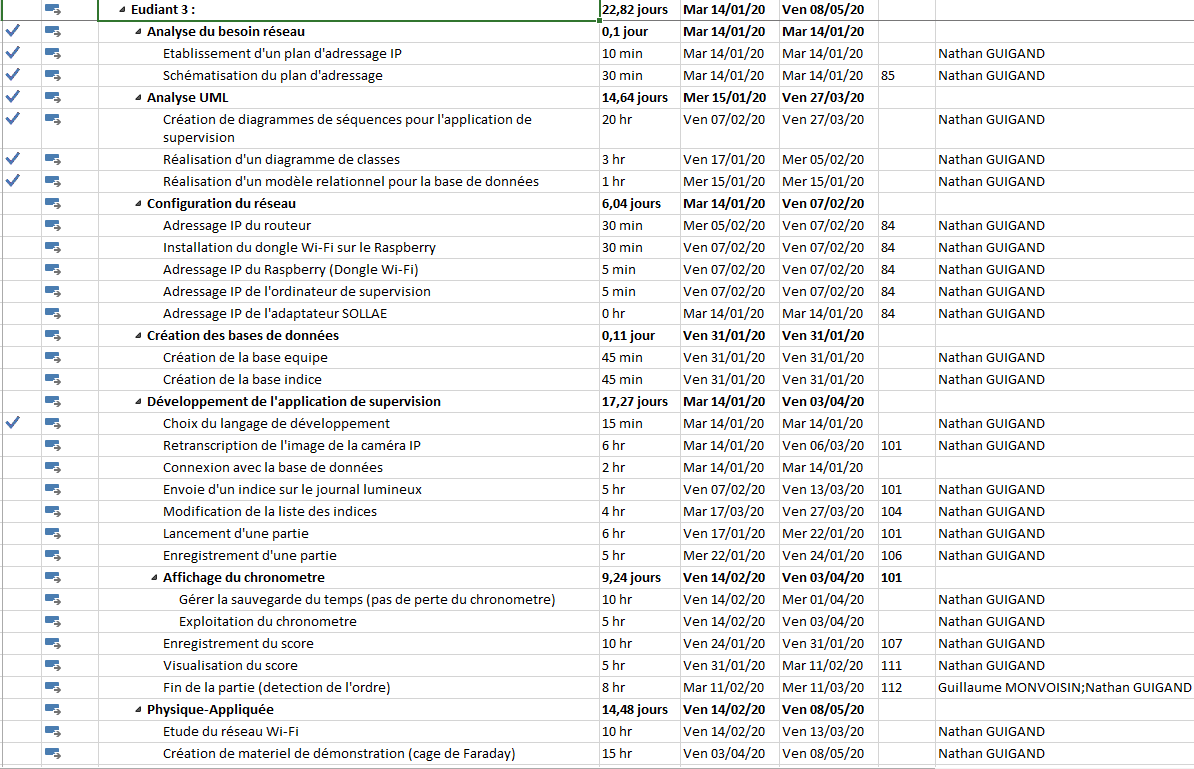 Eudiant 3 : 22,82 jours Mar 14/01/20 Ven 08/05/20
Analyse du besoin réseau 0,1 jour Mar 14/01/20 Mar 14/01/20
Etablissement d'un plan d'adressage IP 10 min Mar 14/01/20 Mar 14/01/20 Nathan GUIGAND
Schématisation du plan d'adressage 30 min Mar 14/01/20 Mar 14/01/20 85 Nathan GUIGAND
Analyse UML 14,64 jours Mer 15/01/20 Ven 27/03/20
Création de diagrammes de séquences pour l'application de 20 hr Ven 07/02/20 Ven 27/03/20 Nathan GUIGAND
supervision
Réalisation d'un diagramme de classes 3 hr Ven 17/01/20 Mer 05/02/20 Nathan GUIGAND
Réalisation d'un modèle relationnel pour la base de données 1 hr Mer 15/01/20 Mer 15/01/20 Nathan GUIGAND
Configuration du réseau 6,04 jours Mar 14/01/20 Ven 07/02/20
Adressage IP du routeur 30 min Mer 05/02/20 Ven 07/02/20 84 Nathan GUIGAND
Installation du dongle Wi-Fi sur le Raspberry 30 min Ven 07/02/20 Ven 07/02/20 84 Nathan GUIGAND
Adressage IP du Raspberry (Dongle Wi-Fi) 5 min Ven 07/02/20 Ven 07/02/20 84 Nathan GUIGAND
Adressage IP de l'ordinateur de supervision 5 min Ven 07/02/20 Ven 07/02/20 84 Nathan GUIGAND
Adressage IP de l'adaptateur SOLLAE 0 hr Mar 14/01/20 Mar 14/01/20 84 Nathan GUIGAND
Création des bases de données 0,11 jour Ven 31/01/20 Ven 31/01/20
Création de la base equipe 45 min Ven 31/01/20 Ven 31/01/20 Nathan GUIGAND
Création de la base indice 45 min Ven 31/01/20 Ven 31/01/20 Nathan GUIGAND
Développement de l'application de supervision 17,27 jours Mar 14/01/20 Ven 03/04/20
Choix du langage de développement 15 min Mar 14/01/20 Mar 14/01/20 Nathan GUIGAND
Retranscription de l'image de la caméra IP 6 hr Mar 14/01/20 Ven 06/03/20 101 Nathan GUIGAND
Connexion avec la base de données 2 hr Mar 14/01/20 Mar 14/01/20
Envoie d'un indice sur le journal lumineux 5 hr Ven 07/02/20 Ven 13/03/20 101 Nathan GUIGAND
Modification de la liste des indices 4 hr Mar 17/03/20 Ven 27/03/20 104 Nathan GUIGAND
Lancement d'une partie 6 hr Ven 17/01/20 Mer 22/01/20 101 Nathan GUIGAND
Enregistrement d'une partie 5 hr Mer 22/01/20 Ven 24/01/20 106 Nathan GUIGAND
Affichage du chronometre 9,24 jours Ven 14/02/20 Ven 03/04/20 101
Gérer la sauvegarde du temps (pas de perte du chronometre) 10 hr Ven 14/02/20 Mer 01/04/20 Nathan GUIGAND
Exploitation du chronometre 5 hr Ven 14/02/20 Ven 03/04/20 Nathan GUIGAND
Enregistrement du score 10 hr Ven 24/01/20 Ven 31/01/20 107 Nathan GUIGAND
Visualisation du score 5 hr Ven 31/01/20 Mar 11/02/20 111 Nathan GUIGAND
Fin de la partie (detection de l'ordre) 8 hr Mar 11/02/20 Mer 11/03/20 112 Guillaume MONVOISIN;Nathan GUIGAND
Physique-Appliquée 14,48 jours Ven 14/02/20 Ven 08/05/20
Etude du réseau Wi-Fi 10 hr Ven 14/02/20 Ven 13/03/20 Nathan GUIGAND
Création de materiel de démonstration (cage de Faraday) 15 hr Ven 03/04/20 Ven 08/05/20 Nathan GUIGAND